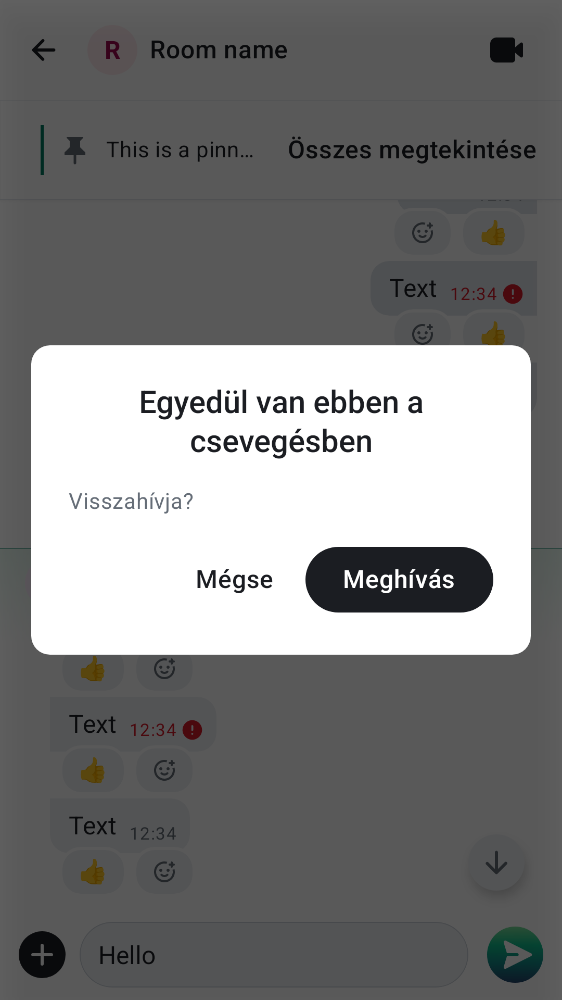 R Room name
This is a pinn… Összes megtekintése
Text 12:34
Egyedül van ebben a
csevegésben
Visszahívja?
Mégse Meghívás
Text 12:34
Text 12:34
Hello